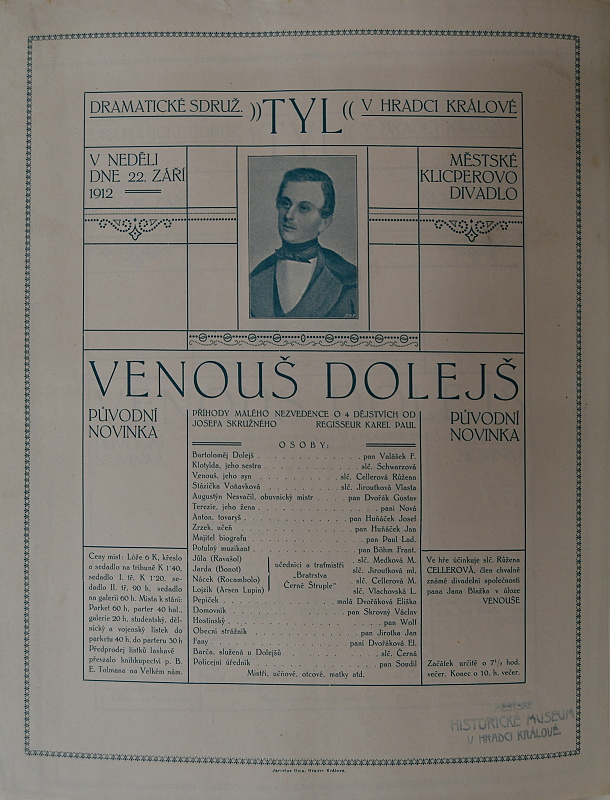 DRAMATICKÉ SDRUŽ. »TYL« V HRADCI KRÁLOVÉ
V NEDĚLI
DNE 22. ZÁŘÍ
1912
MĚSTSKÉ
KLICPEROVO
DIVADLO
VENOUŠ DOLEJŠ
PŮVODNÍ
NOVINKA
PŘÍHODY MALÉHO NEZVEDENCE O 4 DĚJSTVÍCH OD
JOSEFA SKRUŽNÉHO REGISSEUR KAREL PAUL
PŮVODNÍ
NOVINKA
OSOBY:
Bartoloměj Dolejš . . . pan Valášek F.
Klotylda, jeho sestra . . . slč. Schwarzová
Venouš, jeho syn . . . slč. Cellerová Růžena
Stázička Voňavková . . . slč. Jiroutková Vlasta
Augustýn Nesvačil, obuvnický mistr . . . pan Dvořák Gustav
Terezie, jeho žena . . . paní Nová
Anton, tovaryš . . . pan Huňáček Josef
Zrzek, učeň . . . pan Huňáček Jan
Majitel biografu . . . pan Paul Lad.
Potulný muzikant . . . pan Böhm Frant.
Jůla (Ravašol) slč. Medková M.
Jarda (Bonot) slč. Jiroutková ml.
Nácek (Rocambolo) slč. Cellerová M.
Lojzík (Arsen Lupin) slč. Vlachovská L.
učedníci a trafmistři
„Bratrstva
Černé Štruple"
Pepíček . . . malá Dvořáková Eliška
Domovník . . . pan Skrovný Václav
Hostinský . . . pan Wolf
Obecní strážník . . . pan Jirotka Jan
Fany . . . paní Dvořáková El.
Barča, služená u Dolejšů . . . slč. Černá
Policejní úředník . . . pan Soudil
Mistři, učňové, otcové, matky atd.
Ceny míst: Lóže 6 K, křeslo
a sedadlo na tribuně K 1'40,
sedadlo I. tř. K 1'20, se-
dadlo II. tř. 90 h, sedadlo
na galerii 60 h. Místa k stání:
Parket 60 h, parter 40 hal.,
galerie 20 h, studentský, děl-
nický a vojenský lístek do
parketu 40 h, do parteru 30 h
Předprodej lístků laskavě
převzalo knihkupectví p. B.
E. Tolmana na Velkém nám.
Ve hře účinkuje slč. Růžena
CELLEROVÁ, člen chvalně
známé divadelní společnosti
pana Jana Blažka v úloze
VENOUŠE
Začátek určitě o 7½ hod.
večer. Konec o 10. h. večer.
MĚSTSKÉ
HISTORICKÉ MUSEUM
V HRADCI KRÁLOVÉ.